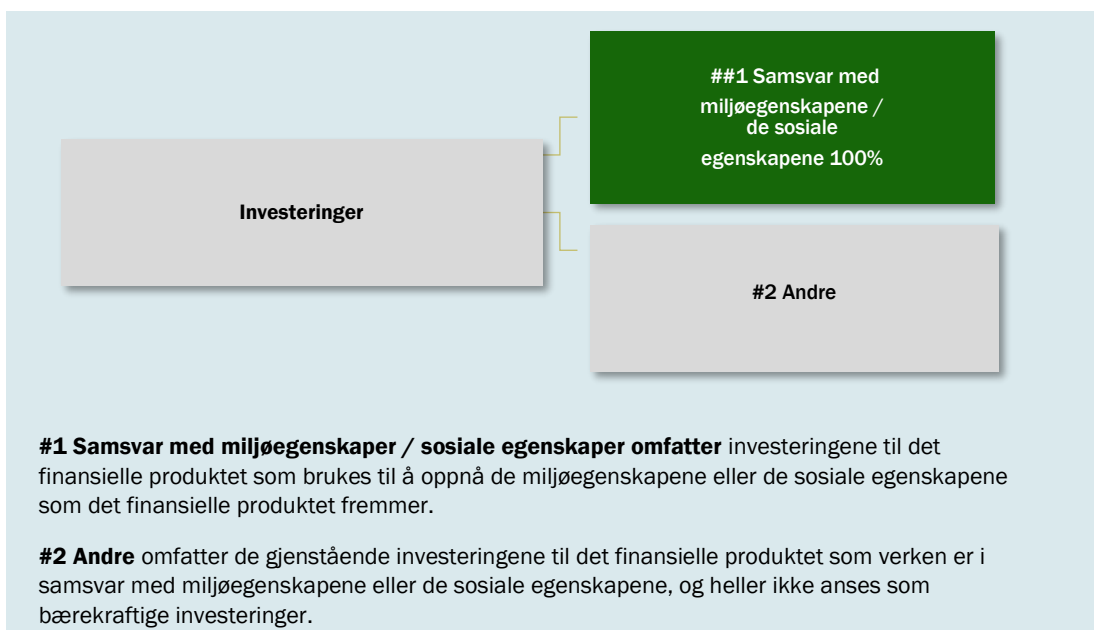 ##1 Samsvar med
miljøegenskapene /
de sosiale
egenskapene 100%
Investeringer
#2 Andre
#1 Samsvar med miljøegenskaper / sosiale egenskaper omfatter investeringene til det
finansielle produktet som brukes til å oppnå de miljøegenskapene eller de sosiale egenskapene
som det finansielle produktet fremmer.
#2 Andre omfatter de gjenstående investeringene til det finansielle produktet som verken er i
samsvar med miljøegenskapene eller de sosiale egenskapene, og heller ikke anses som
bærekraftige investeringer.